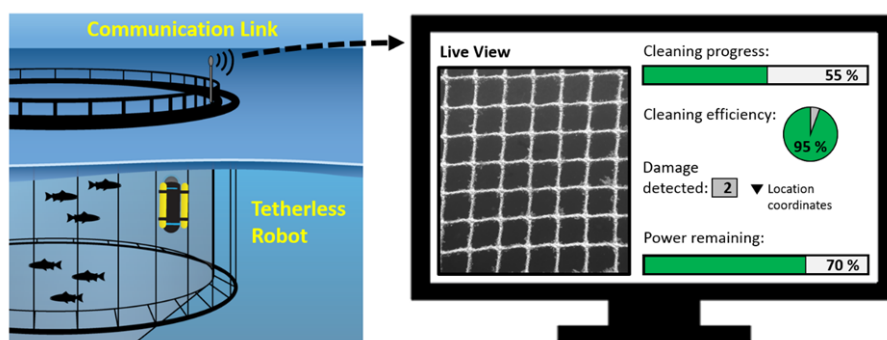 Communication Link
Tetherless
Robot
Live View
Cleaning progress:
55 %
Cleaning efficiency:
95 %
Damage
detected: 2
▼ Location
coordinates
Power remaining:
70 %